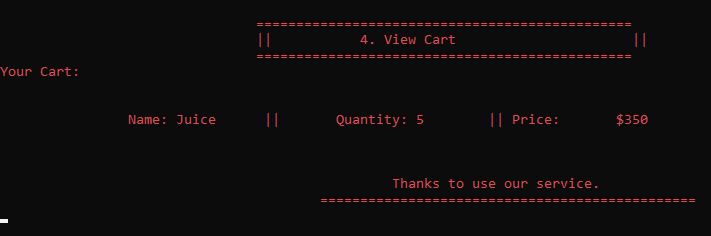 ===============================================
||           4. View Cart                      ||
===============================================
Your Cart:
Name: Juice      ||       Quantity: 5        || Price:       $350
Thanks to use our service.
===============================================